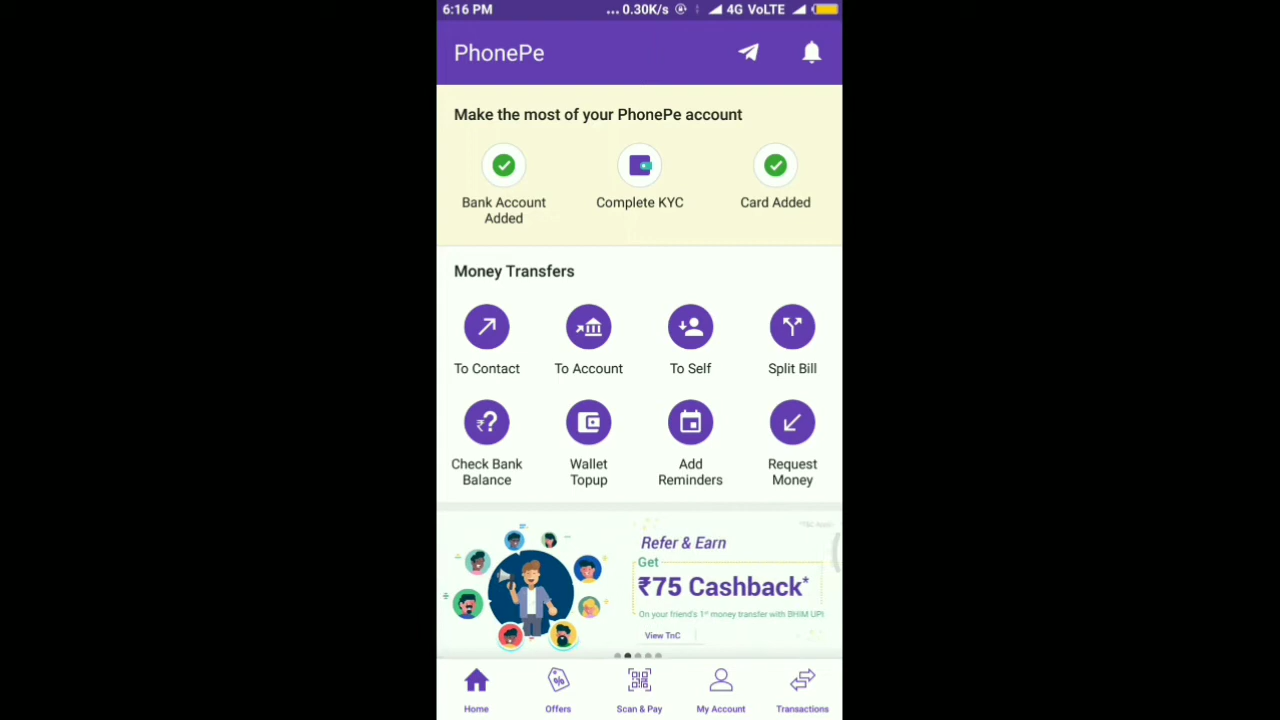 6:16 PM
... 0.30K/s 4G VoLTE
PhonePe
Make the most of your PhonePe account
Bank Account
Added
Complete KYC
Card Added
Money Transfers
To Contact
To Account
To Self
Split Bill
₹?
Check Bank
Balance
Wallet
Topup
Add
Reminders
Request
Money
Refer & Earn
Get
₹75 Cashback*
On your friend's 1st money transfer with BHIM UPI
View TnC
Home
Offers
Scan & Pay
My Account
Transactions